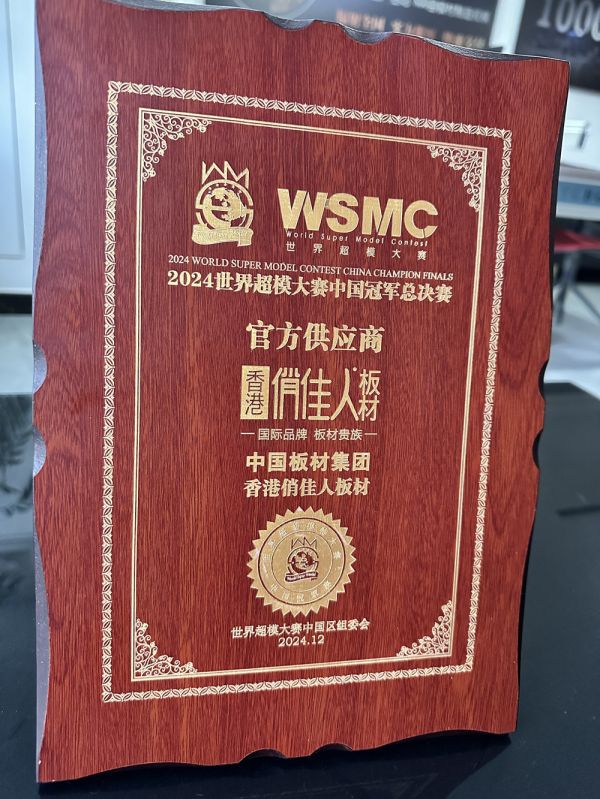 1000
WSMC
World Super Model Contest
世界超模大赛
2024 WORLD SUPER MODEL CONTEST CHINA CHAMPION FINALS
2024世界超模大赛中国冠军总决赛
官方供应商
香港俏佳人板材
国际品牌 板材贵族
中国板材集团
香港俏佳人板材
世界超模大赛中国区组委会
2024.12